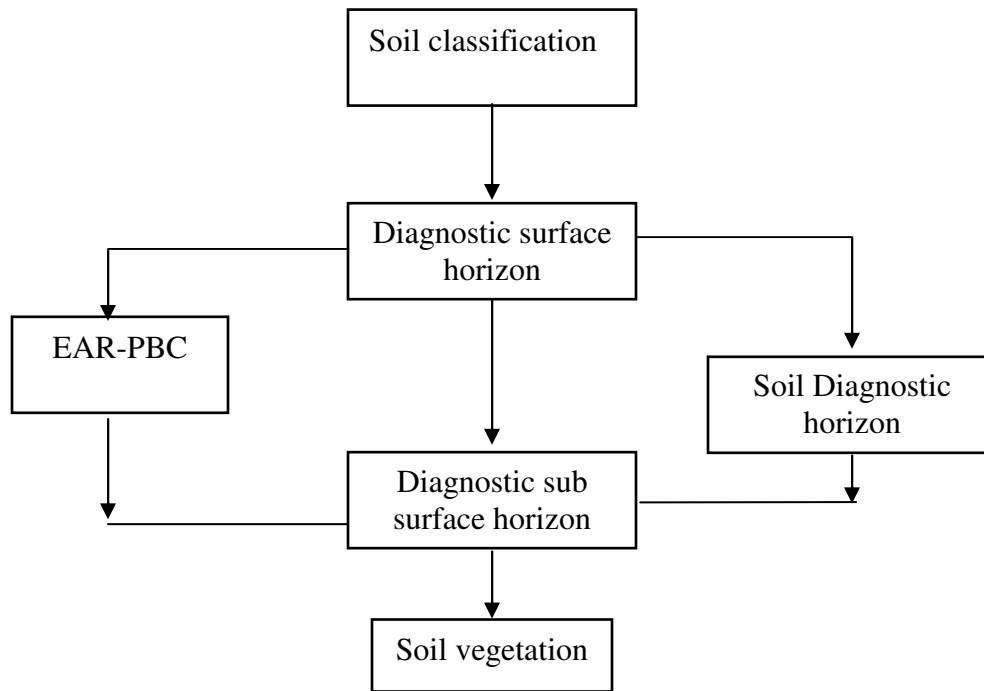 Soil classification
Diagnostic surface
horizon
EAR-PBC
Soil Diagnostic
horizon
Diagnostic sub
surface horizon
Soil vegetation